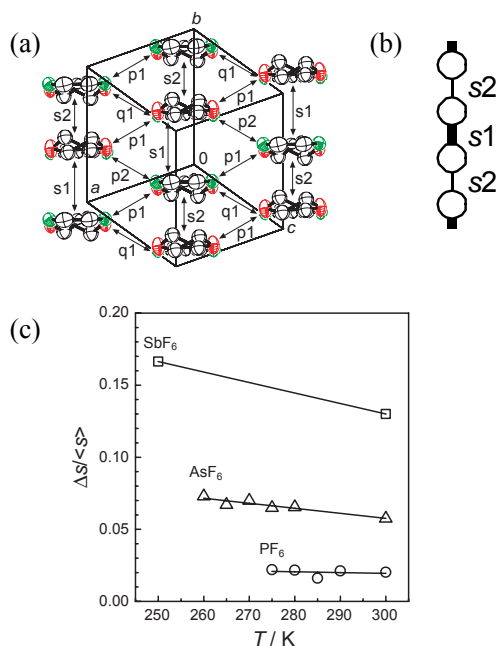 (a)
b
p1 s2 q1
s2 q1 p1 p1 s1
s1 p1 p2
s1 p2 0 p1
a
p1 s2 p1 s2
q1 q1 c
(b)
s2
s1
s2
(c)
0.20
SbF6
0.15
Δs/<s>
0.10
AsF6
0.05
PF6
0.00
250 260 270 280 290 300
T / K